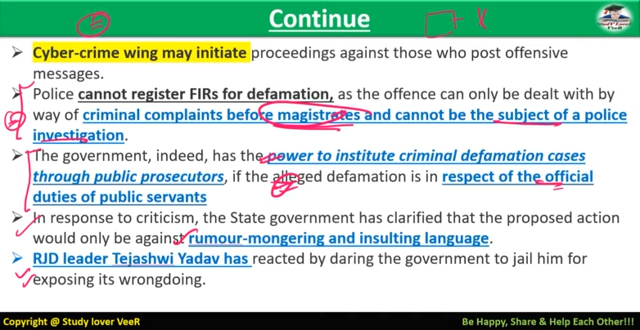 Continue
➤ Cyber-crime wing may initiate proceedings against those who post offensive
messages.
➤ Police cannot register FIRs for defamation, as the offence can only be dealt with by
way of criminal complaints before magistrates and cannot be the subject of a police
investigation.
➤ The government, indeed, has the power to institute criminal defamation cases
through public prosecutors, if the alleged defamation is in respect of the official
duties of public servants
➤ In response to criticism, the State government has clarified that the proposed action
would only be against rumour-mongering and insulting language.
➤ RJD leader Tejashwi Yadav has reacted by daring the government to jail him for
exposing its wrongdoing.
Copyright @ Study lover VeeR
Be Happy, Share & Help Each Other!!!